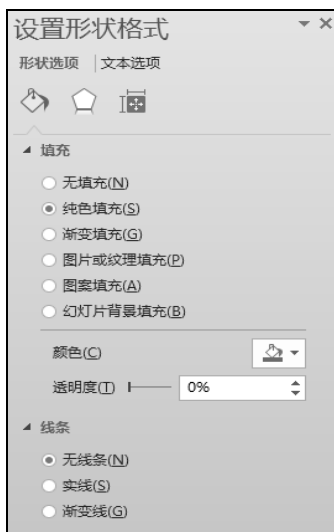 设置形状格式
形状选项 文本选项
填充
无填充(N)
纯色填充(S)
渐变填充(G)
图片或纹理填充(P)
图案填充(A)
幻灯片背景填充(B)
颜色(C)
透明度(T) 0%
线条
无线条(N)
实线(S)
渐变线(G)